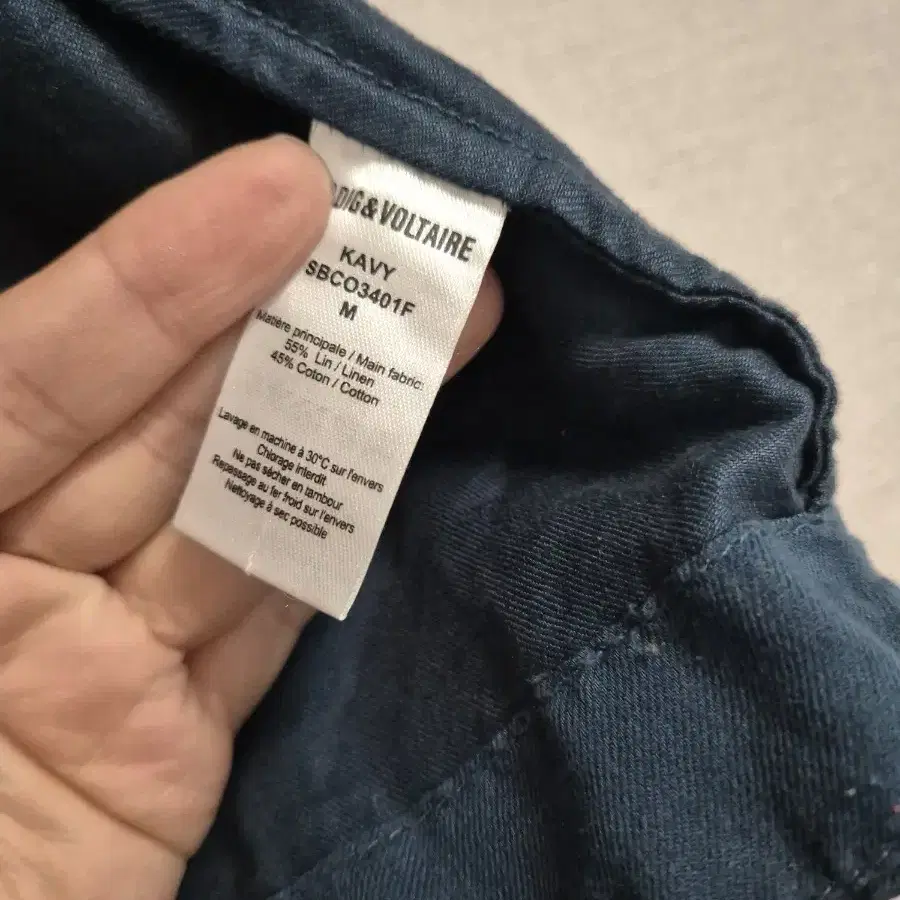 DIG&VOLTAIRE
KAVY
SBCO3401F
M
Matière principale / Main fabric:
55% Lin / Linen
45% Coton / Cotton
Lavage en machine à 30°C sur l'envers
Chlorage interdit
Ne pas sécher en tambour
Repassage au fer froid sur l'envers
Nettoyage à sec possible